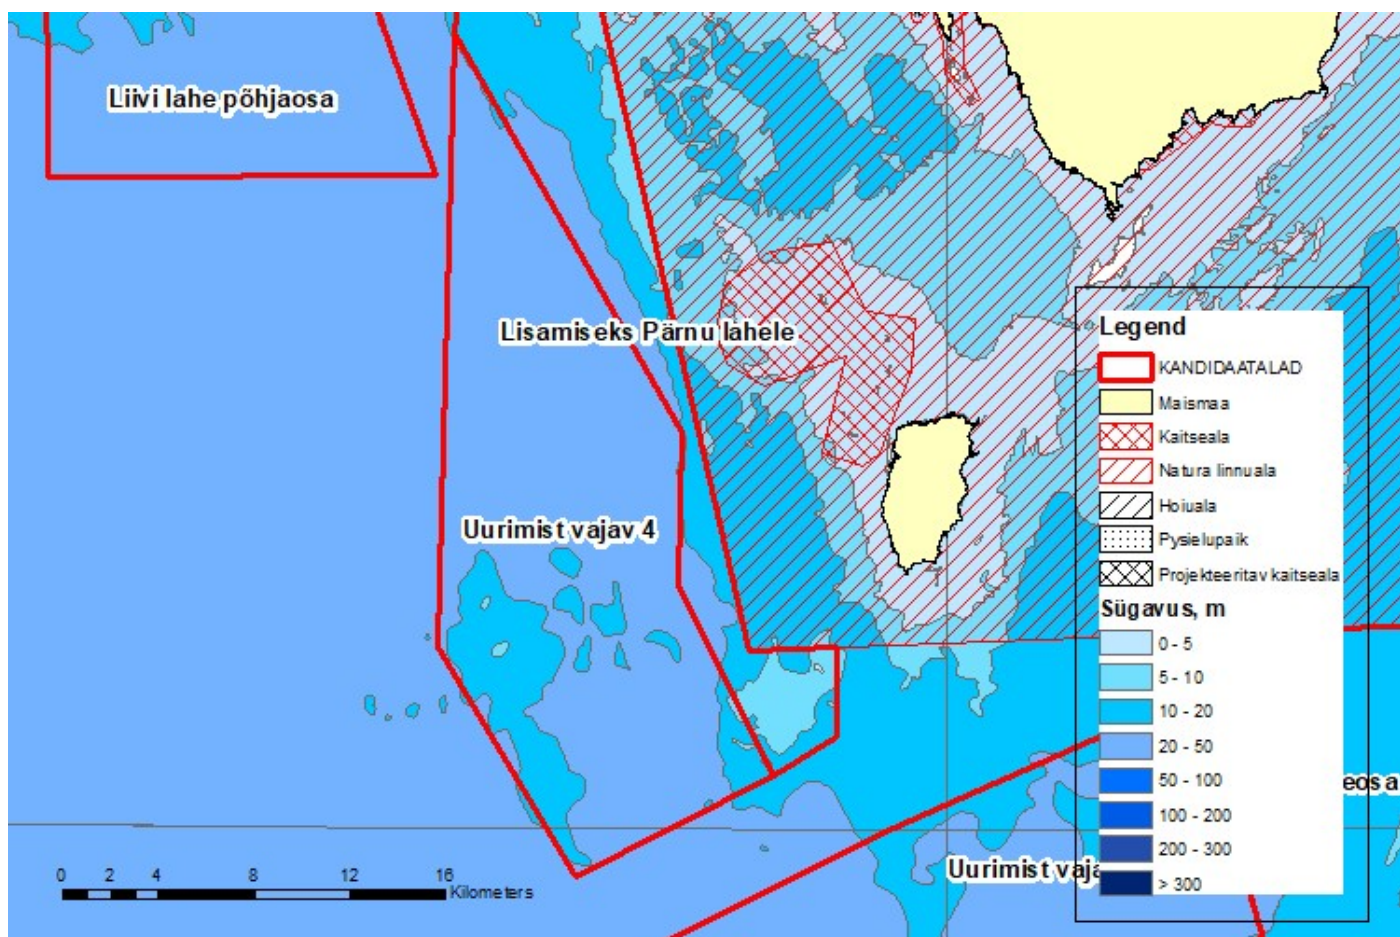 Liivi lahe põhjaosa
Lisamiseks Pärnu lahele
Uurimist vajav 4
Legend
KANDIDAATALAD
Maismaa
Kaitseala
Natura linnuala
Hoiuala
Pysielupaik
Projekteeritav kaitseala
Sügavus, m
0 - 5
5 - 10
10 - 20
20 - 50
50 - 100
100 - 200
200 - 300
> 300
eosa
Uurimist vaja
0 2 4 8 12 16
Kilometers